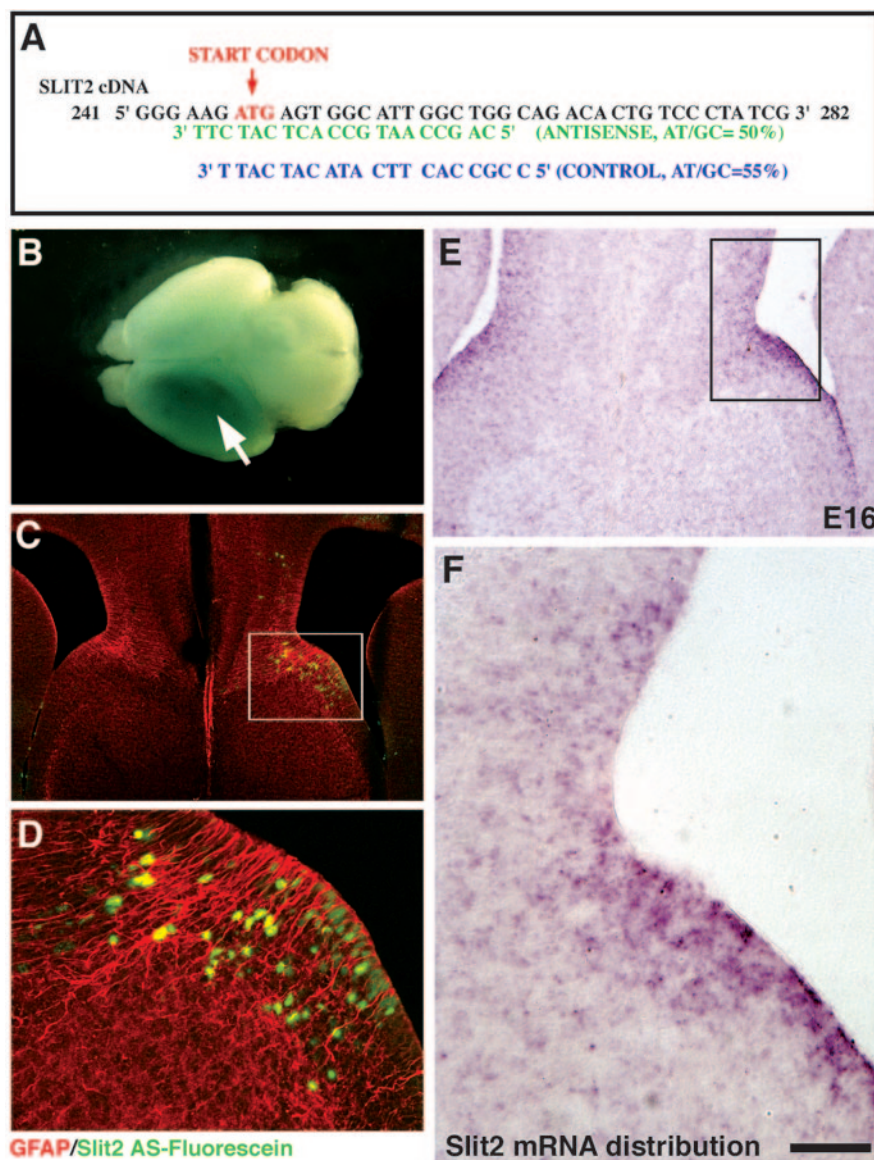 A
START CODON
SLIT2 cDNA
241 5' GGG AAG ATG AGT GGC ATT GGC TGG CAG ACA CTG TCC CTA TCG 3' 282
3' TTC TAC TCA CCG TAA CCG AC 5' (ANTISENSE, AT/GC= 50%)
3' T TAC TAC ATA CTT CAC CGC C 5' (CONTROL, AT/GC=55%)
B
C
D
GFAP/Slit2 AS-Fluorescein
E
E16
F
Slit2 mRNA distribution